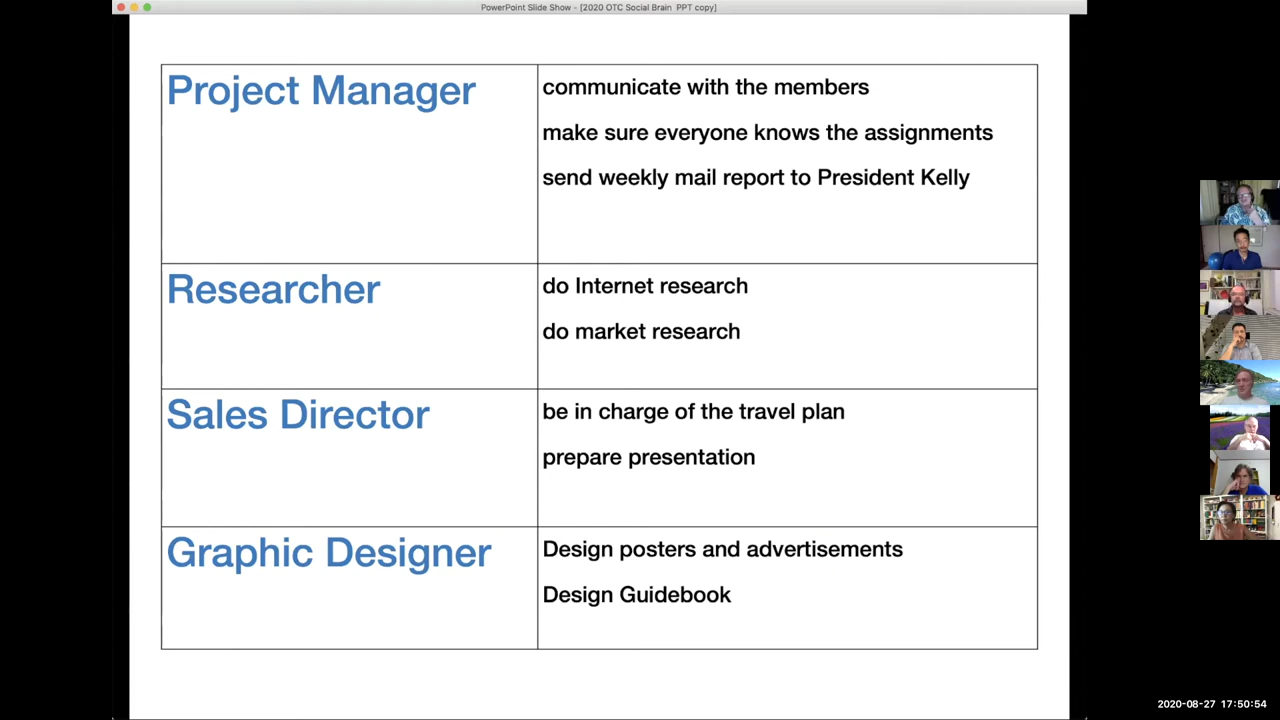 PowerPoint Slide Show - [2020 OTC Social Brain PPT copy]
Project Manager
communicate with the members
make sure everyone knows the assignments
send weekly mail report to President Kelly
Researcher
do Internet research
do market research
Sales Director
be in charge of the travel plan
prepare presentation
Graphic Designer
Design posters and advertisements
Design Guidebook
2020-08-27 17:50:54